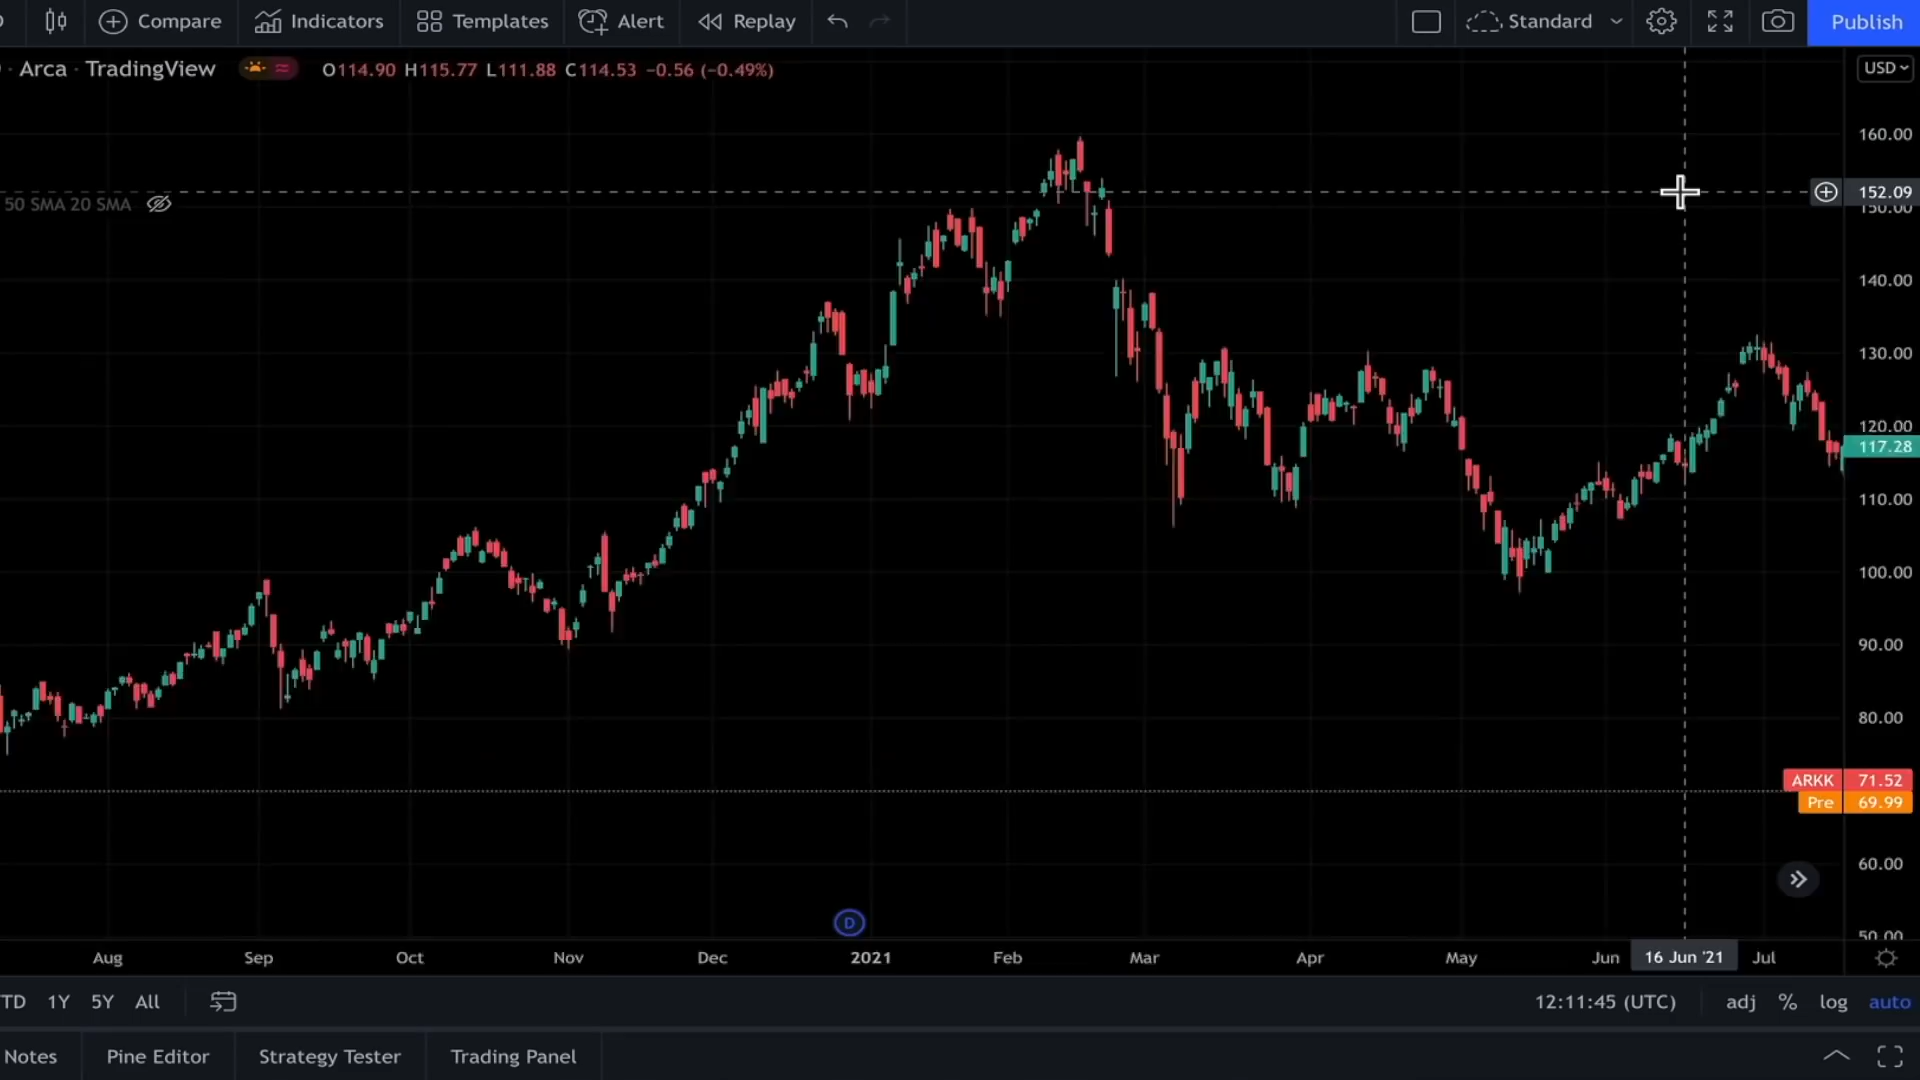 Compare Indicators Templates Alert Replay Standard Publish
Arca · TradingView O114.90 H115.77 L111.88 C114.53 −0.56 (−0.49%) USD
160.00
152.09
50 SMA 20 SMA
150.00
140.00
130.00
120.00
117.28
110.00
100.00
90.00
80.00
ARKK 71.52
Pre 69.99
60.00
D
50.00
Aug Sep Oct Nov Dec 2021 Feb Mar Apr May Jun 16 Jun '21 Jul
TD 1Y 5Y All 12:11:45 (UTC) adj % log auto
Notes Pine Editor Strategy Tester Trading Panel